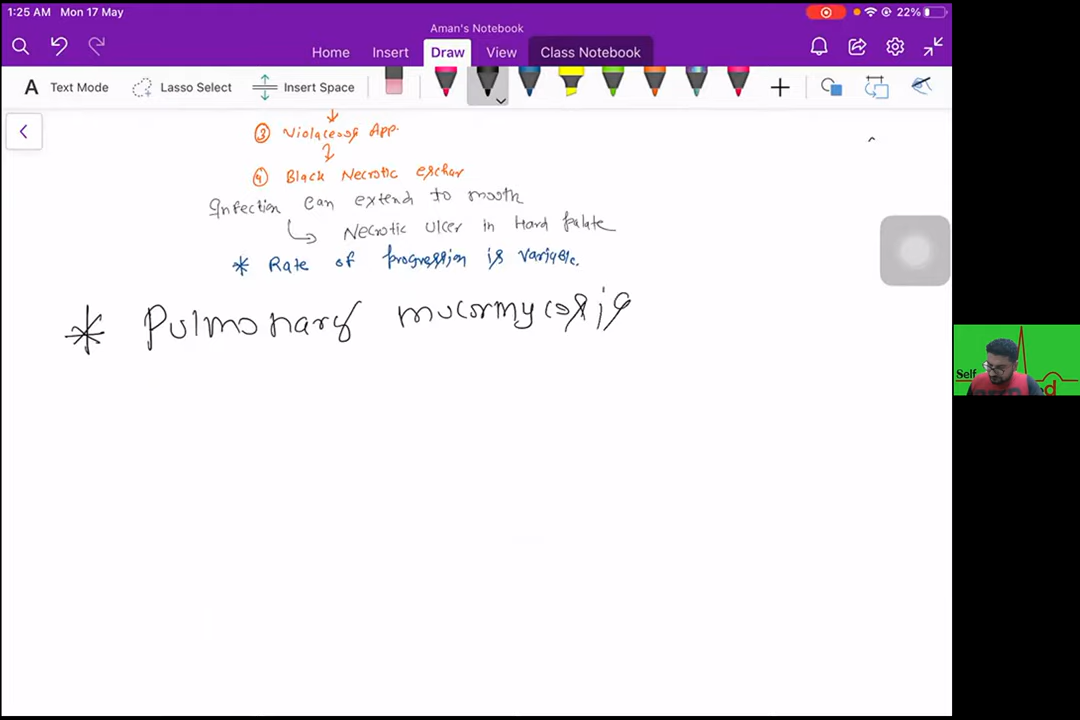 1:25 AM Mon 17 May 22%
Aman's Notebook
Home Insert Draw View Class Notebook
A Text Mode Lasso Select Insert Space
③ Violaceous App.
④ Black Necrotic eschar
Infection can extend to mouth
Necrotic Ulcer in Hard palate
* Rate of progression is variable.
* Pulmonary mucormycosis
Self ed